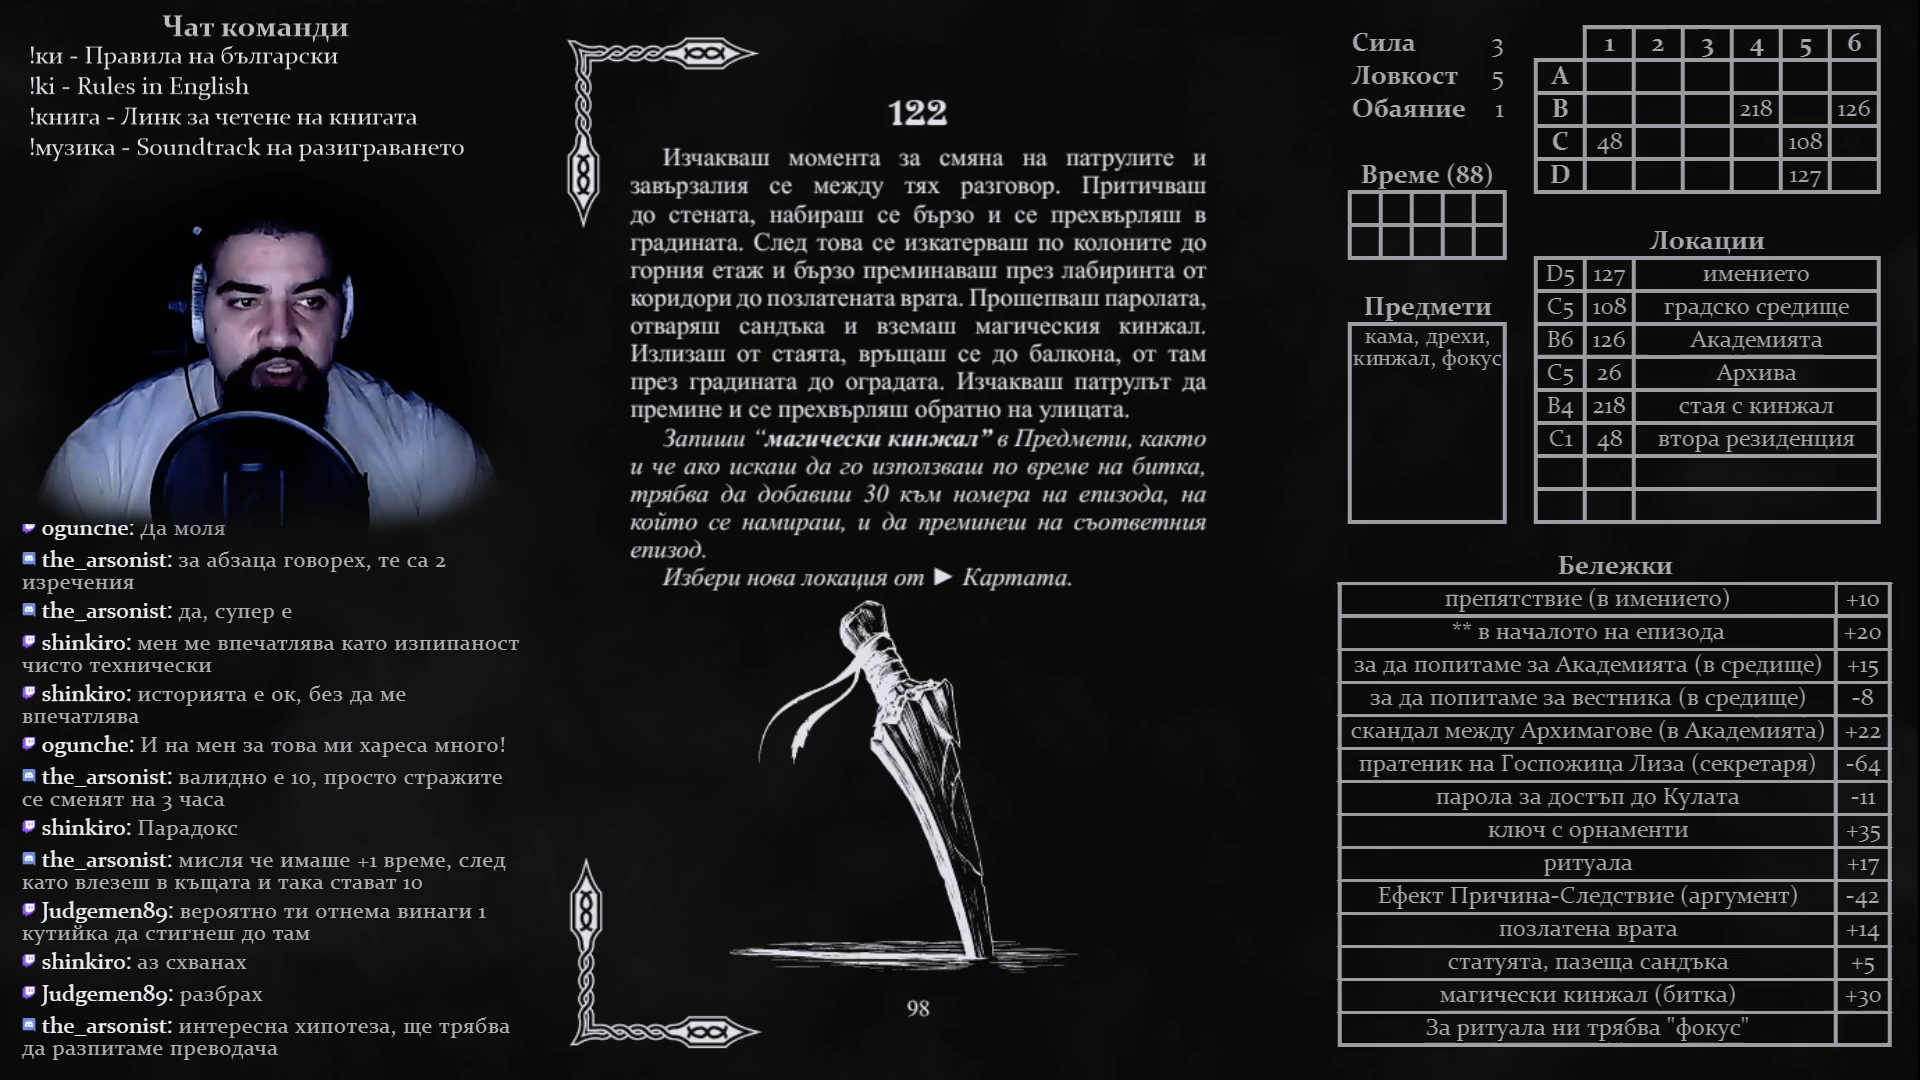 Чат команди
!ки - Правила на български
!ki - Rules in English
!книга - Линк за четене на книгата
!музика - Soundtrack на разиграването
ogunche: Да моля
the_arsonist: за абзаца говорех, те са 2
изречения
the_arsonist: да, супер е
shinkiro: мен ме впечатлява като изпипаност
чисто технически
shinkiro: историята е ок, без да ме
впечатлява
ogunche: И на мен за това ми хареса много!
the_arsonist: валидно е 10, просто стражите
се сменят на 3 часа
shinkiro: Парадокс
the_arsonist: мисля че имаше +1 време, след
като влезеш в къщата и така стават 10
Judgemen89: вероятно ти отнема винаги 1
кутийка да стигнеш до там
shinkiro: аз схванах
Judgemen89: разбрах
the_arsonist: интересна хипотеза, ще трябва
да разпитаме преводача
122
Изчакваш момента за смяна на патрулите и
завързалия се между тях разговор. Притичваш
до стената, набираш се бързо и се прехвърляш в
градината. След това се изкатерваш по колоните до
горния етаж и бързо преминаваш през лабиринта от
коридори до позлатената врата. Прошепваш паролата,
отваряш сандъка и вземаш магическия кинжал.
Излизаш от стаята, връщаш се до балкона, от там
през градината до оградата. Изчакваш патрулът да
премине и се прехвърляш обратно на улицата.
Запиши “магически кинжал” в Предмети, както
и че ако искаш да го използваш по време на битка,
трябва да добавиш 30 към номера на епизода, на
който се намираш, и да преминеш на съответния
епизод.
Избери нова локация от ► Картата.
98
Сила 3
Ловкост 5
Обаяние 1
Време (88)
Предмети
кама, дрехи,
кинжал, фокус
1 2 3 4 5 6
A
B 218 126
C 48 108
D 127
Локации
D5 127 имението
C5 108 градско средище
B6 126 Академията
C5 26 Архива
B4 218 стая с кинжал
C1 48 втора резиденция
Бележки
препятствие (в имението) +10
** в началото на епизода +20
за да попитаме за Академията (в средище) +15
за да попитаме за вестника (в средище) -8
скандал между Архимагове (в Академията) +22
пратеник на Госпожица Лиза (секретаря) -64
парола за достъп до Кулата -11
ключ с орнаменти +35
ритуала +17
Ефект Причина-Следствие (аргумент) -42
позлатена врата +14
статуята, пазеща сандъка +5
магически кинжал (битка) +30
За ритуала ни трябва "фокус"